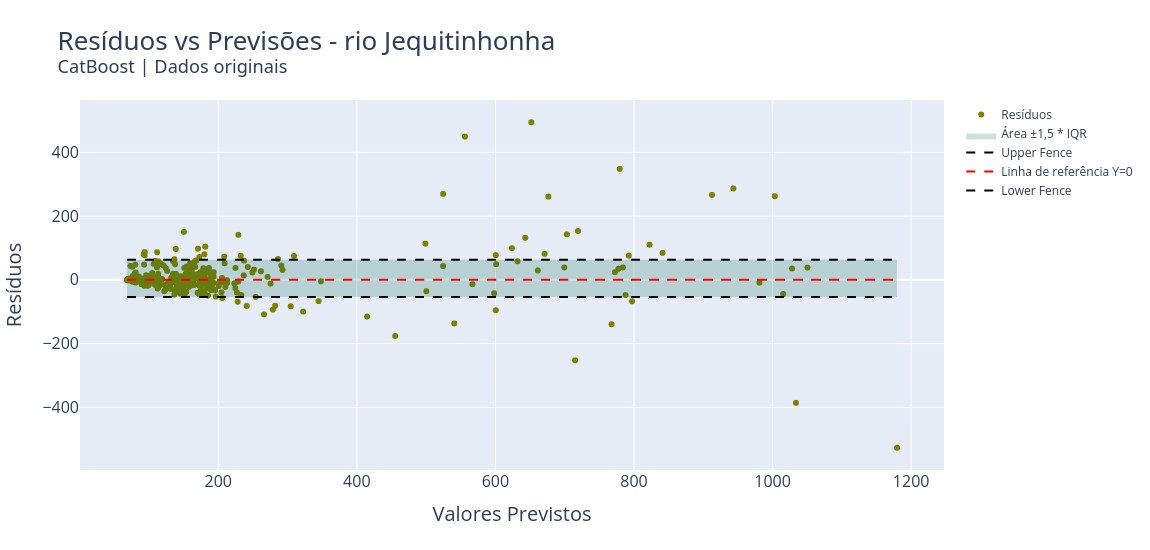 Resíduos vs Previsões - rio Jequitinhonha
CatBoost | Dados originais
Resíduos
400
200
0
−200
−400
200
400
600
800
1000
1200
Valores Previstos
Resíduos
Área ±1,5 * IQR
Upper Fence
Linha de referência Y=0
Lower Fence